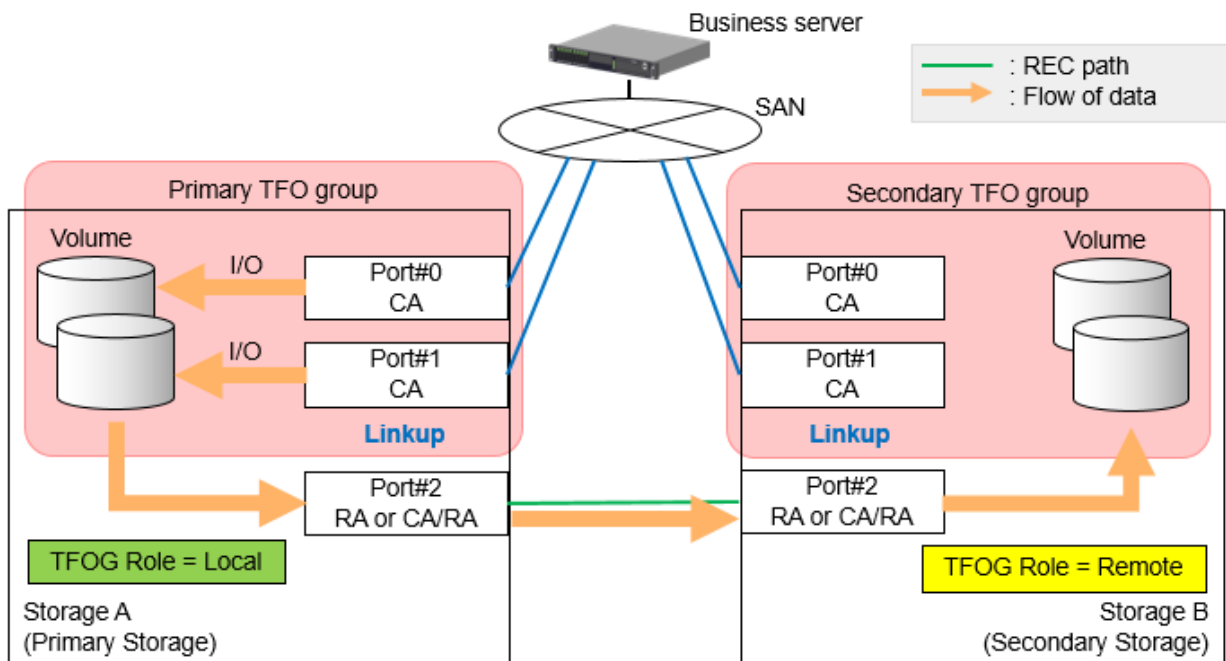 Business server
: REC path
: Flow of data
SAN
Primary TFO group
Secondary TFO group
Volume
I/O
Port#0
CA
I/O
Port#1
CA
Linkup
Port#2
RA or CA/RA
TFOG Role = Local
Storage A
(Primary Storage)
Port#0
CA
Volume
Port#1
CA
Linkup
Port#2
RA or CA/RA
TFOG Role = Remote
Storage B
(Secondary Storage)